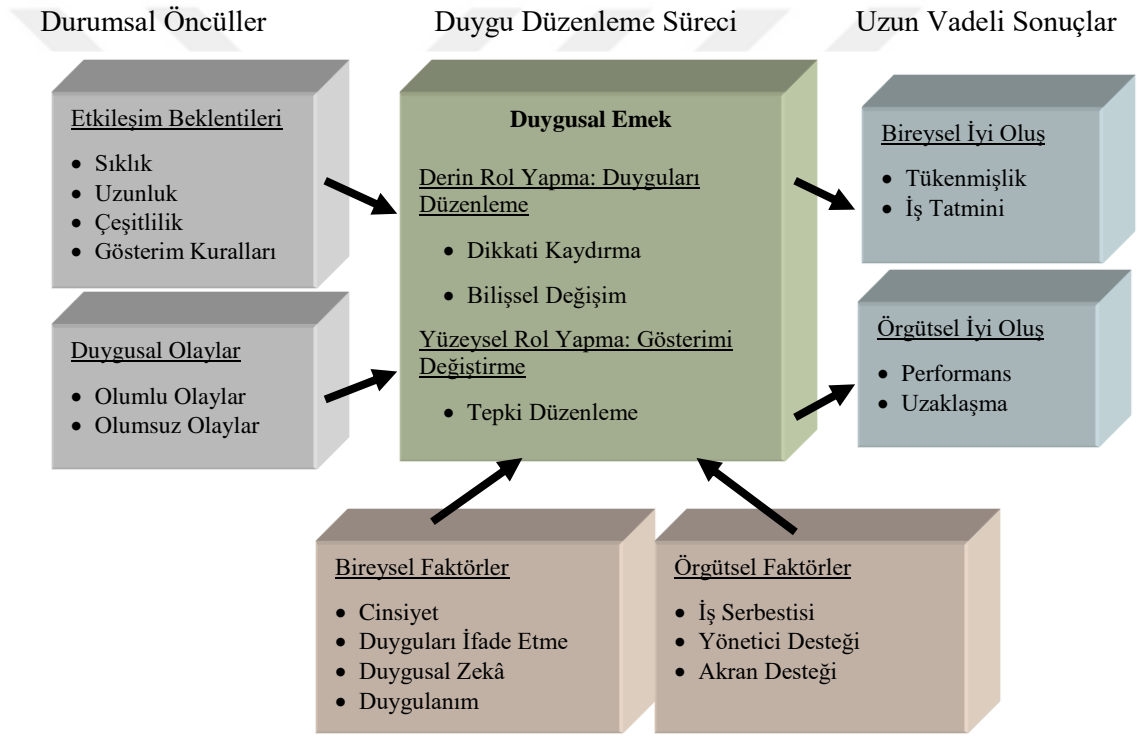 Durumsal Öncüller
Duygu Düzenleme Süreci
Uzun Vadeli Sonuçlar
Etkileşim Beklentileri
• Sıklık
• Uzunluk
• Çeşitlilik
• Gösterim Kuralları
Duygusal Olaylar
• Olumlu Olaylar
• Olumsuz Olaylar
Duygusal Emek
Derin Rol Yapma: Duyguları
Düzenleme
• Dikkati Kaydırma
• Bilişsel Değişim
Yüzeysel Rol Yapma: Gösterimi
Değiştirme
• Tepki Düzenleme
Bireysel İyi Oluş
• Tükenmişlik
• İş Tatmini
Örgütsel İyi Oluş
• Performans
• Uzaklaşma
Bireysel Faktörler
• Cinsiyet
• Duyguları İfade Etme
• Duygusal Zekâ
• Duygulanım
Örgütsel Faktörler
• İş Serbestisi
• Yönetici Desteği
• Akran Desteği